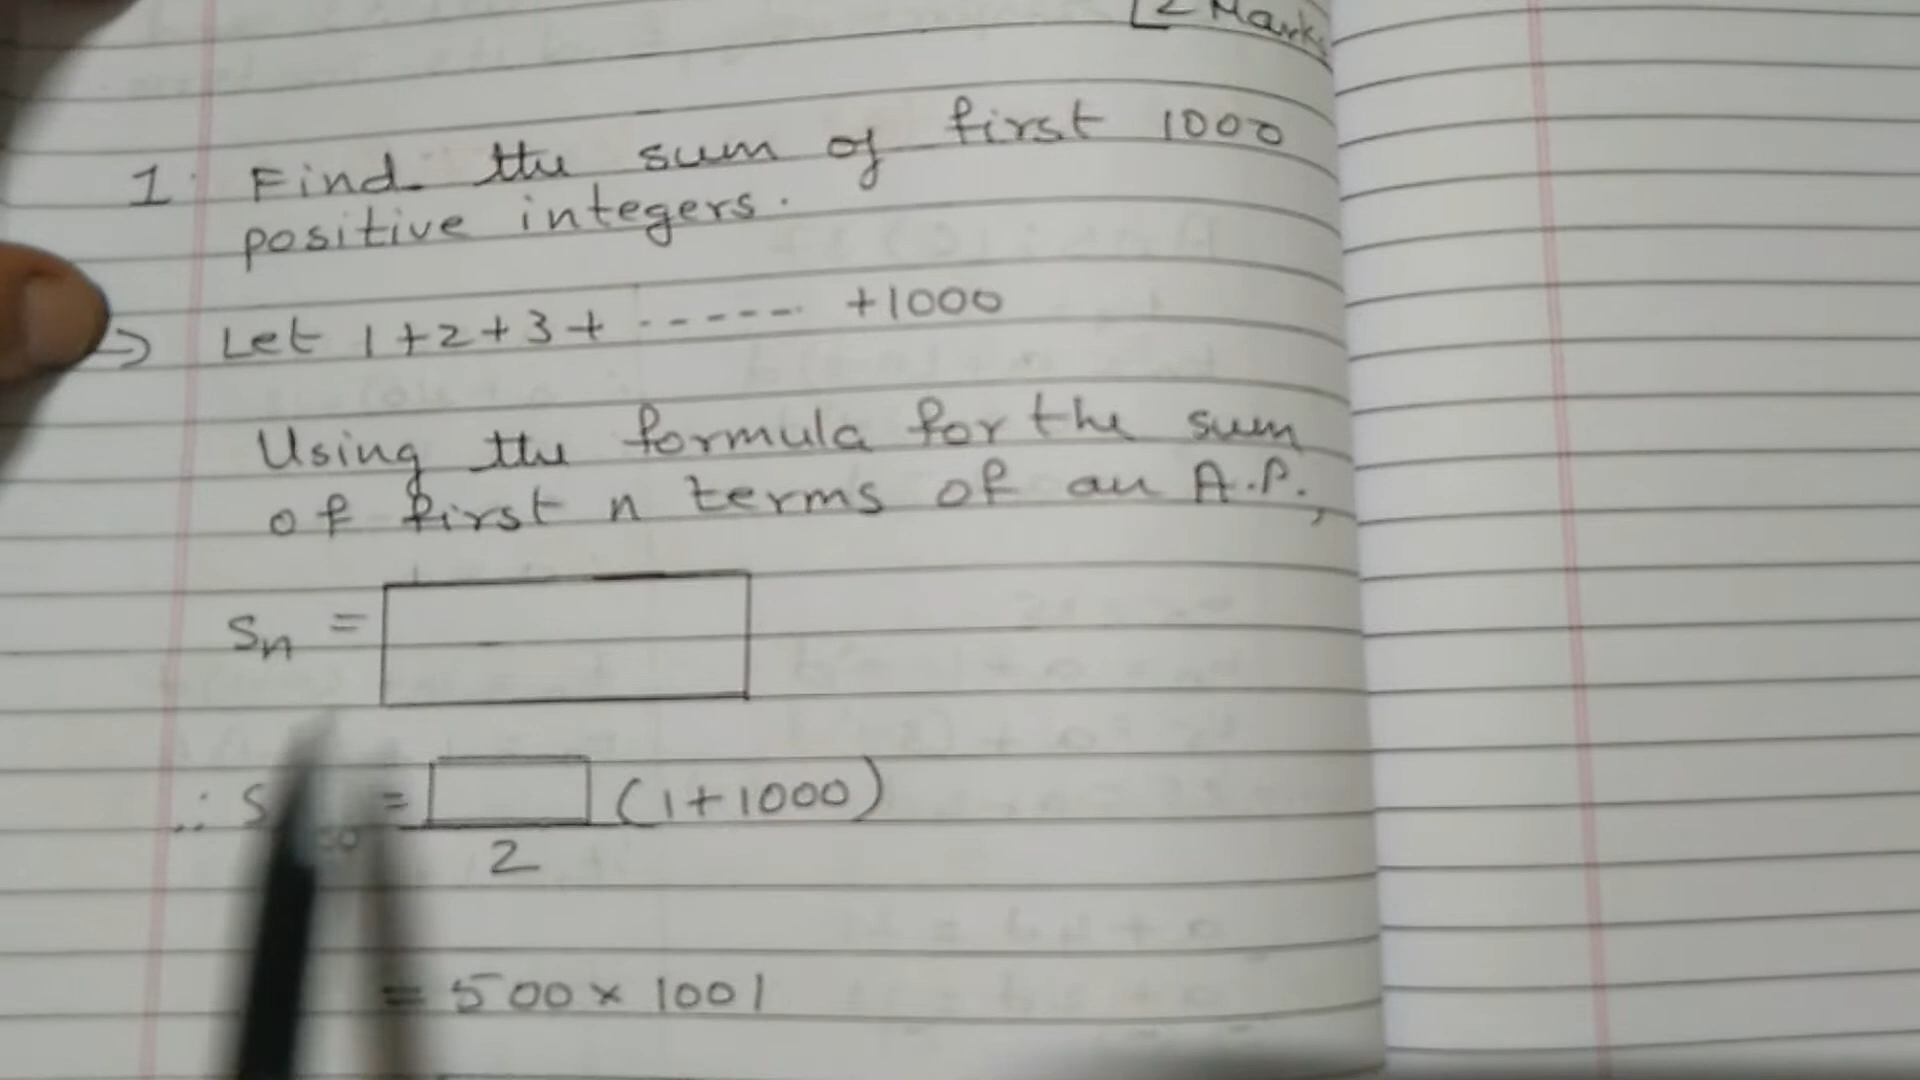 [2 Marks
1. Find the sum of first 1000
positive integers.
→ Let 1+2+3+ ------ +1000
Using the formula for the sum
of first n terms of an A.P.,
Sn =
∴ S = (1+1000)
2
= 500 × 1001